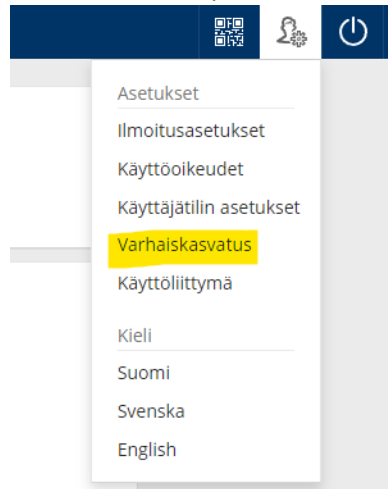 Asetukset
Ilmoitusasetukset
Käyttöoikeudet
Käyttäjätilin asetukset
Varhaiskasvatus
Käyttöliittymä
Kieli
Suomi
Svenska
English